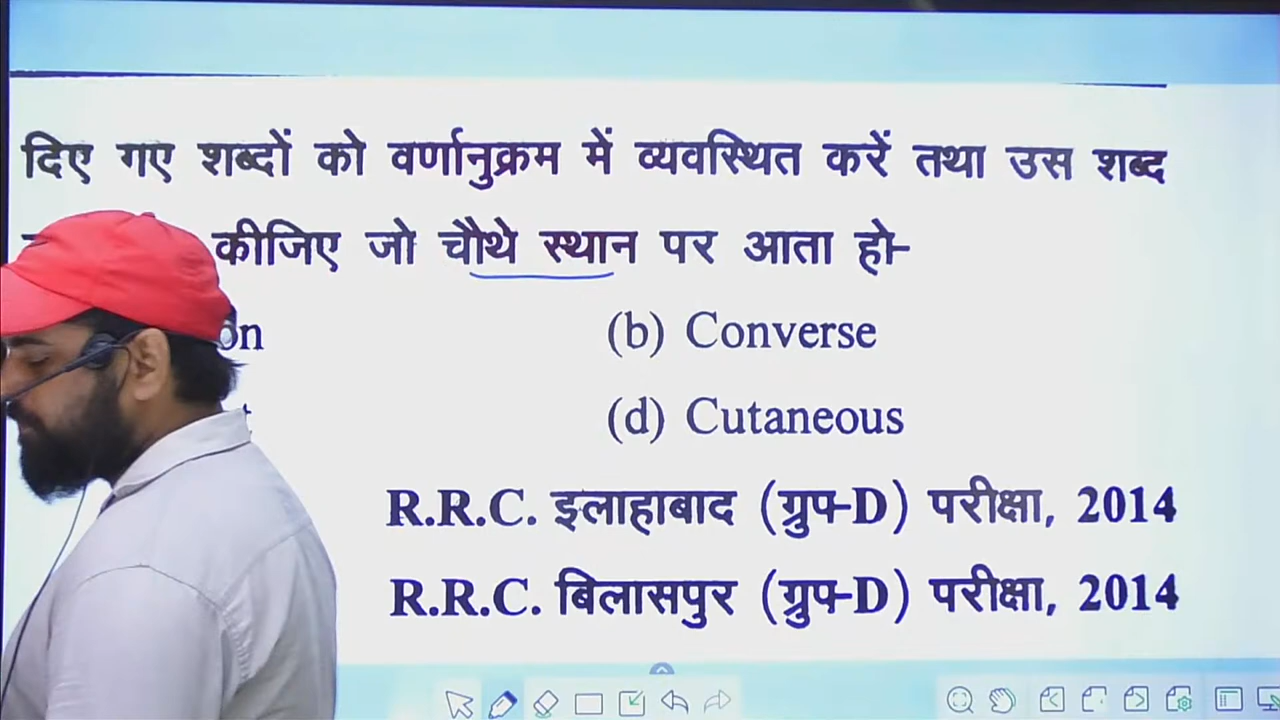 दिए गए शब्दों को वर्णानुक्रम में व्यवस्थित करें तथा उस शब्द
कीजिए जो चौथे स्थान पर आता हो-
(b) Converse
(d) Cutaneous
R.R.C. इलाहाबाद (ग्रुप-D) परीक्षा, 2014
R.R.C. बिलासपुर (ग्रुप-D) परीक्षा, 2014